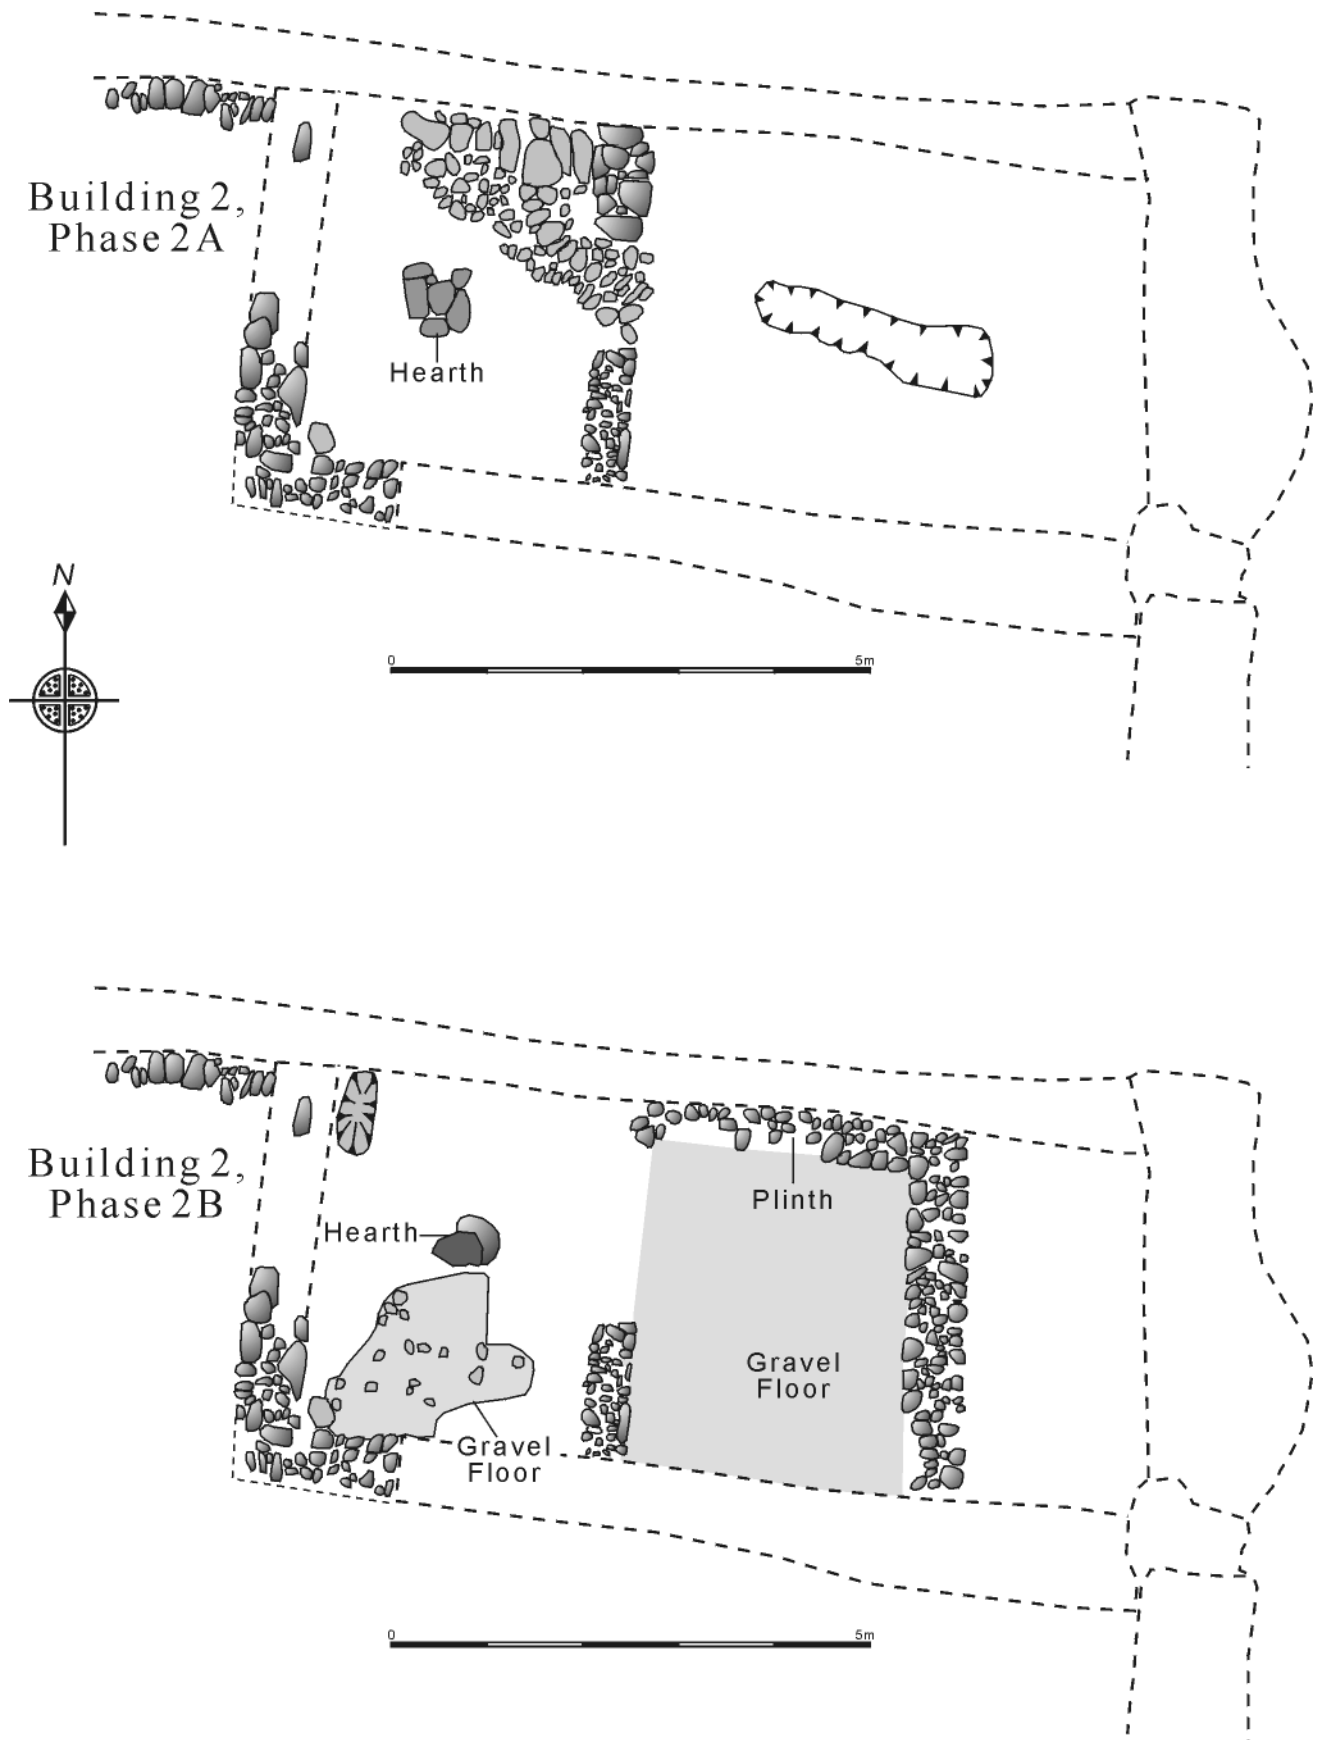 Building 2,
Phase 2A
Hearth
N
0 5m
Building 2,
Phase 2B
Hearth
Plinth
Gravel
Floor
Gravel
Floor
0 5m